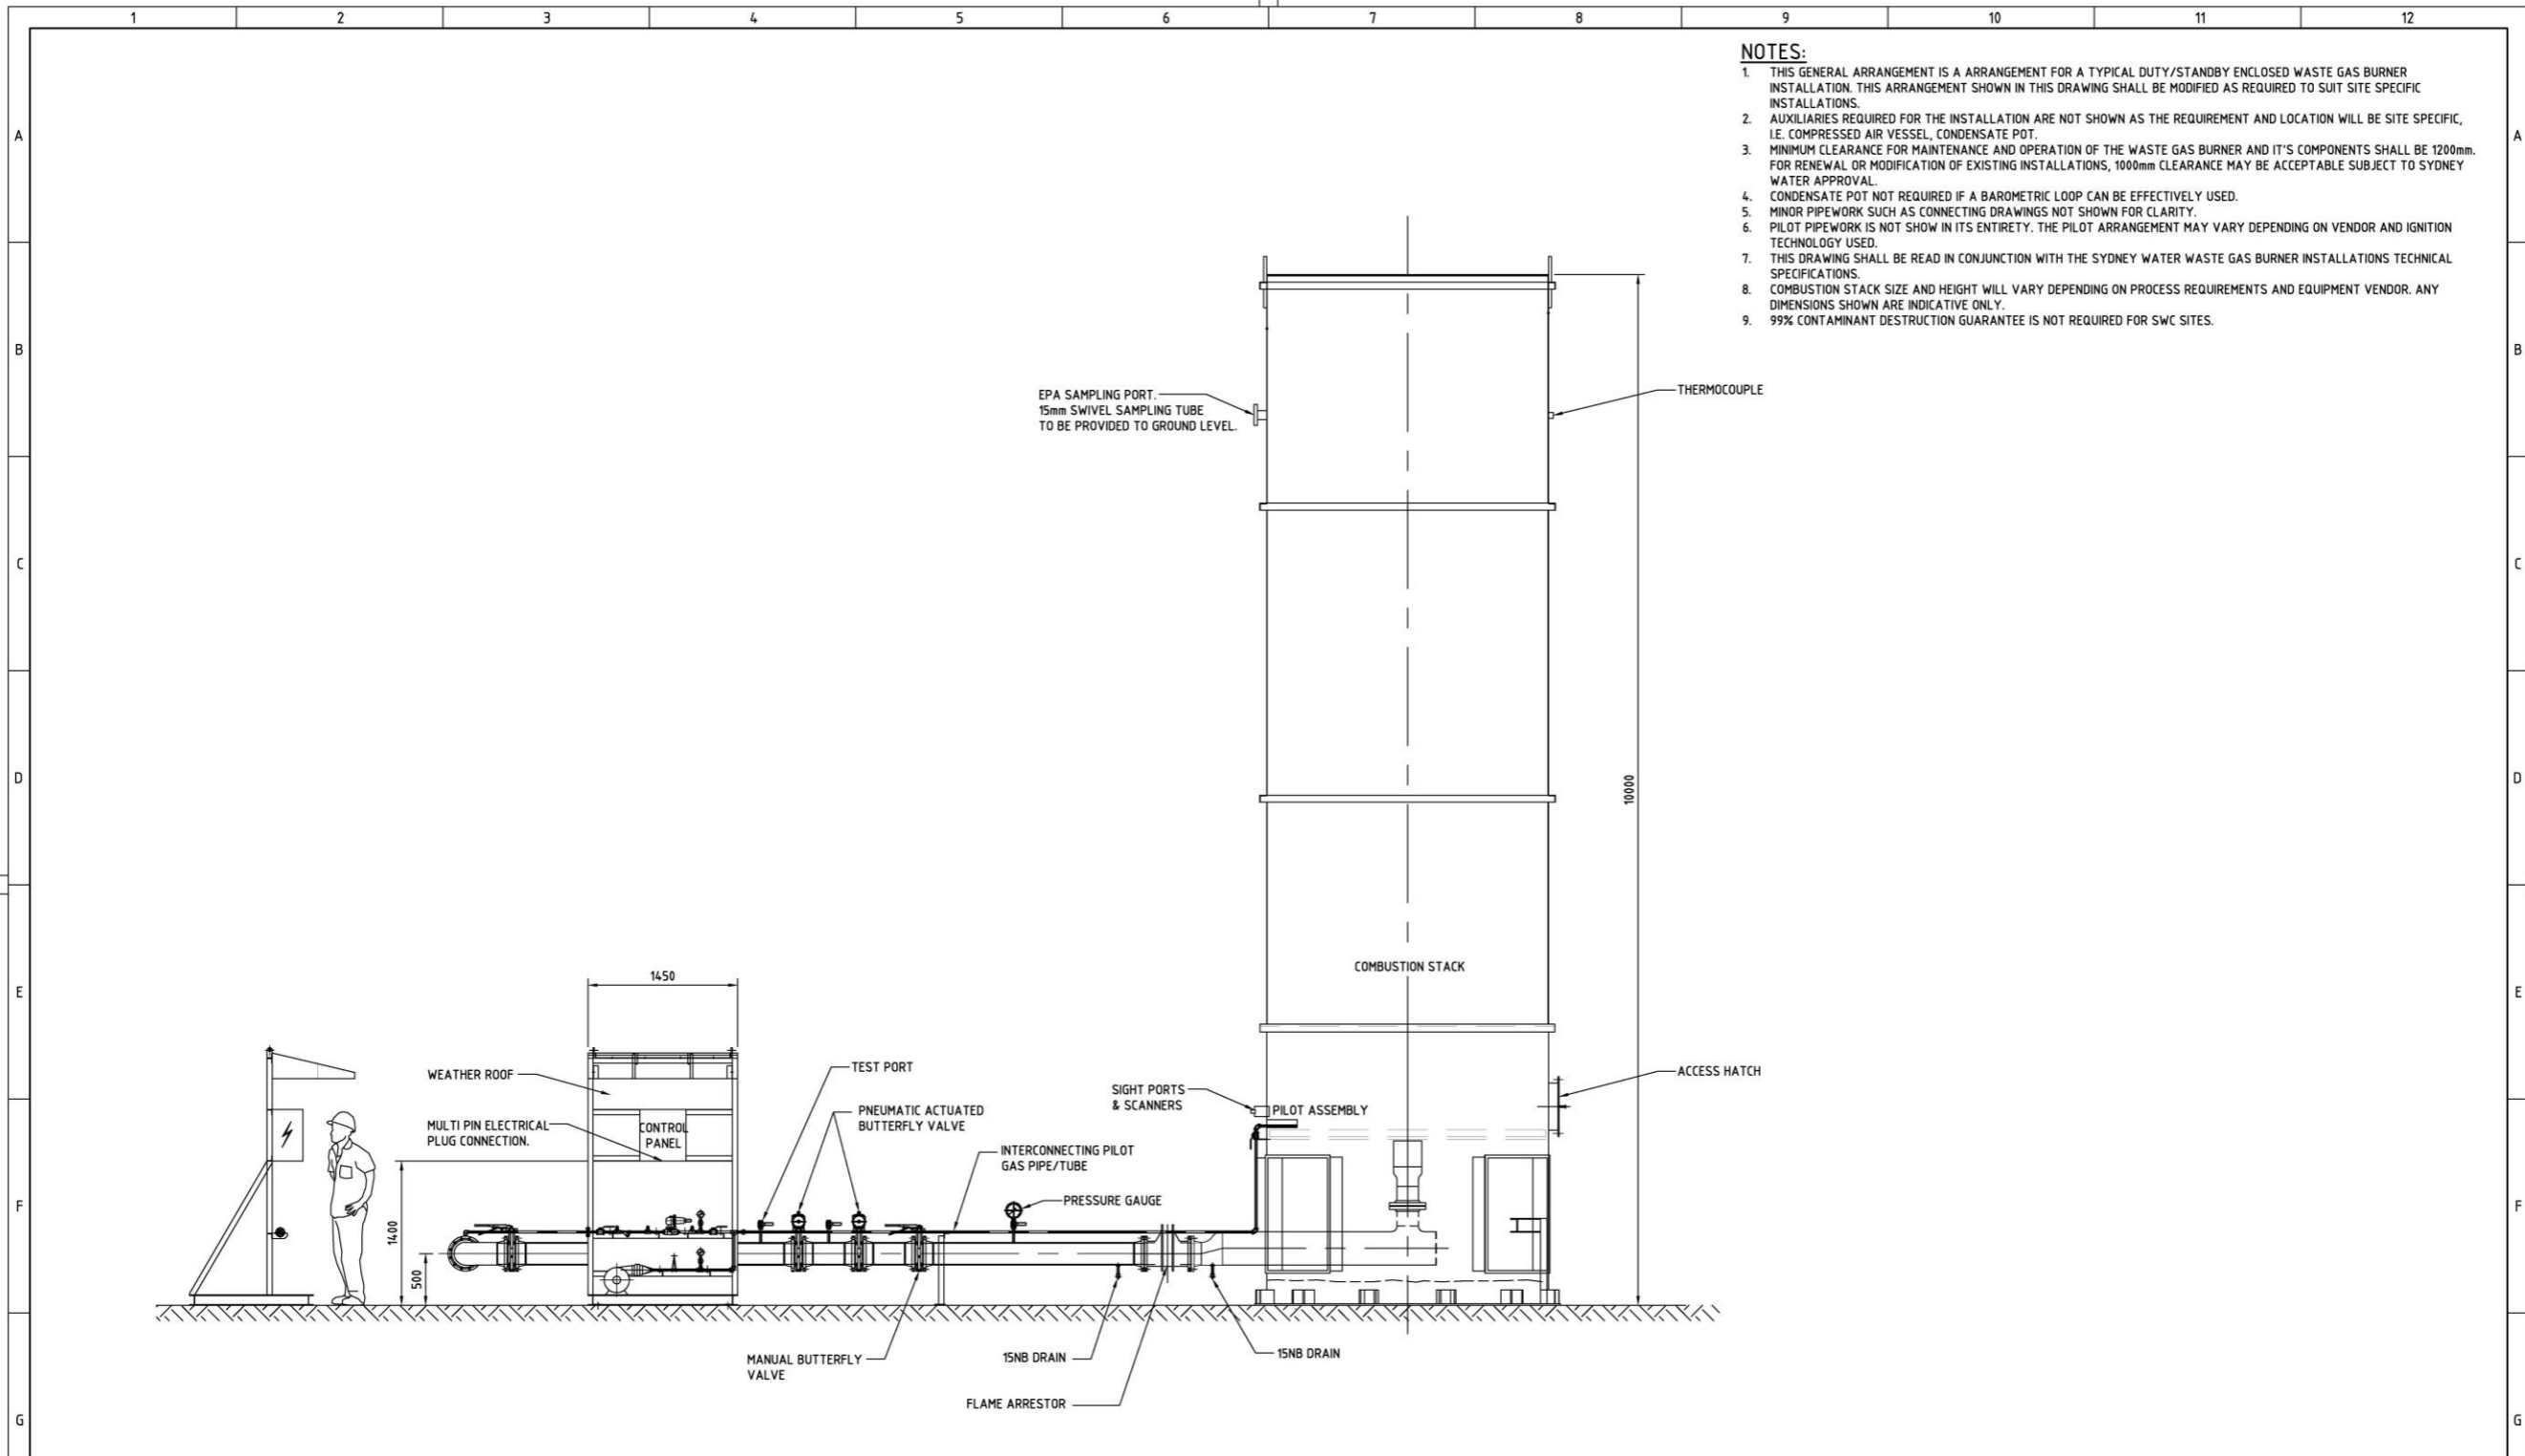 1 2 3 4 5 6 7 8 9 10 11 12
NOTES:
1. THIS GENERAL ARRANGEMENT IS A ARRANGEMENT FOR A TYPICAL DUTY/STANDBY ENCLOSED WASTE GAS BURNER
INSTALLATION. THIS ARRANGEMENT SHOWN IN THIS DRAWING SHALL BE MODIFIED AS REQUIRED TO SUIT SITE SPECIFIC
INSTALLATIONS.
2. AUXILIARIES REQUIRED FOR THE INSTALLATION ARE NOT SHOWN AS THE REQUIREMENT AND LOCATION WILL BE SITE SPECIFIC,
I.E. COMPRESSED AIR VESSEL, CONDENSATE POT.
3. MINIMUM CLEARANCE FOR MAINTENANCE AND OPERATION OF THE WASTE GAS BURNER AND IT'S COMPONENTS SHALL BE 1200mm.
FOR RENEWAL OR MODIFICATION OF EXISTING INSTALLATIONS, 1000mm CLEARANCE MAY BE ACCEPTABLE SUBJECT TO SYDNEY
WATER APPROVAL.
4. CONDENSATE POT NOT REQUIRED IF A BAROMETRIC LOOP CAN BE EFFECTIVELY USED.
5. MINOR PIPEWORK SUCH AS CONNECTING DRAWINGS NOT SHOWN FOR CLARITY.
6. PILOT PIPEWORK IS NOT SHOW IN ITS ENTIRETY. THE PILOT ARRANGEMENT MAY VARY DEPENDING ON VENDOR AND IGNITION
TECHNOLOGY USED.
7. THIS DRAWING SHALL BE READ IN CONJUNCTION WITH THE SYDNEY WATER WASTE GAS BURNER INSTALLATIONS TECHNICAL
SPECIFICATIONS.
8. COMBUSTION STACK SIZE AND HEIGHT WILL VARY DEPENDING ON PROCESS REQUIREMENTS AND EQUIPMENT VENDOR. ANY
DIMENSIONS SHOWN ARE INDICATIVE ONLY.
9. 99% CONTAMINANT DESTRUCTION GUARANTEE IS NOT REQUIRED FOR SWC SITES.
A A
B B
EPA SAMPLING PORT.
15mm SWIVEL SAMPLING TUBE
TO BE PROVIDED TO GROUND LEVEL.
THERMOCOUPLE
C C
D D
10000
COMBUSTION STACK
1450
E E
WEATHER ROOF
TEST PORT
ACCESS HATCH
SIGHT PORTS
& SCANNERS
PILOT ASSEMBLY
PNEUMATIC ACTUATED
BUTTERFLY VALVE
MULTI PIN ELECTRICAL
PLUG CONNECTION.
CONTROL
PANEL
INTERCONNECTING PILOT
GAS PIPE/TUBE
PRESSURE GAUGE
F F
1400
500
MANUAL BUTTERFLY
VALVE
15NB DRAIN
15NB DRAIN
FLAME ARRESTOR
G G